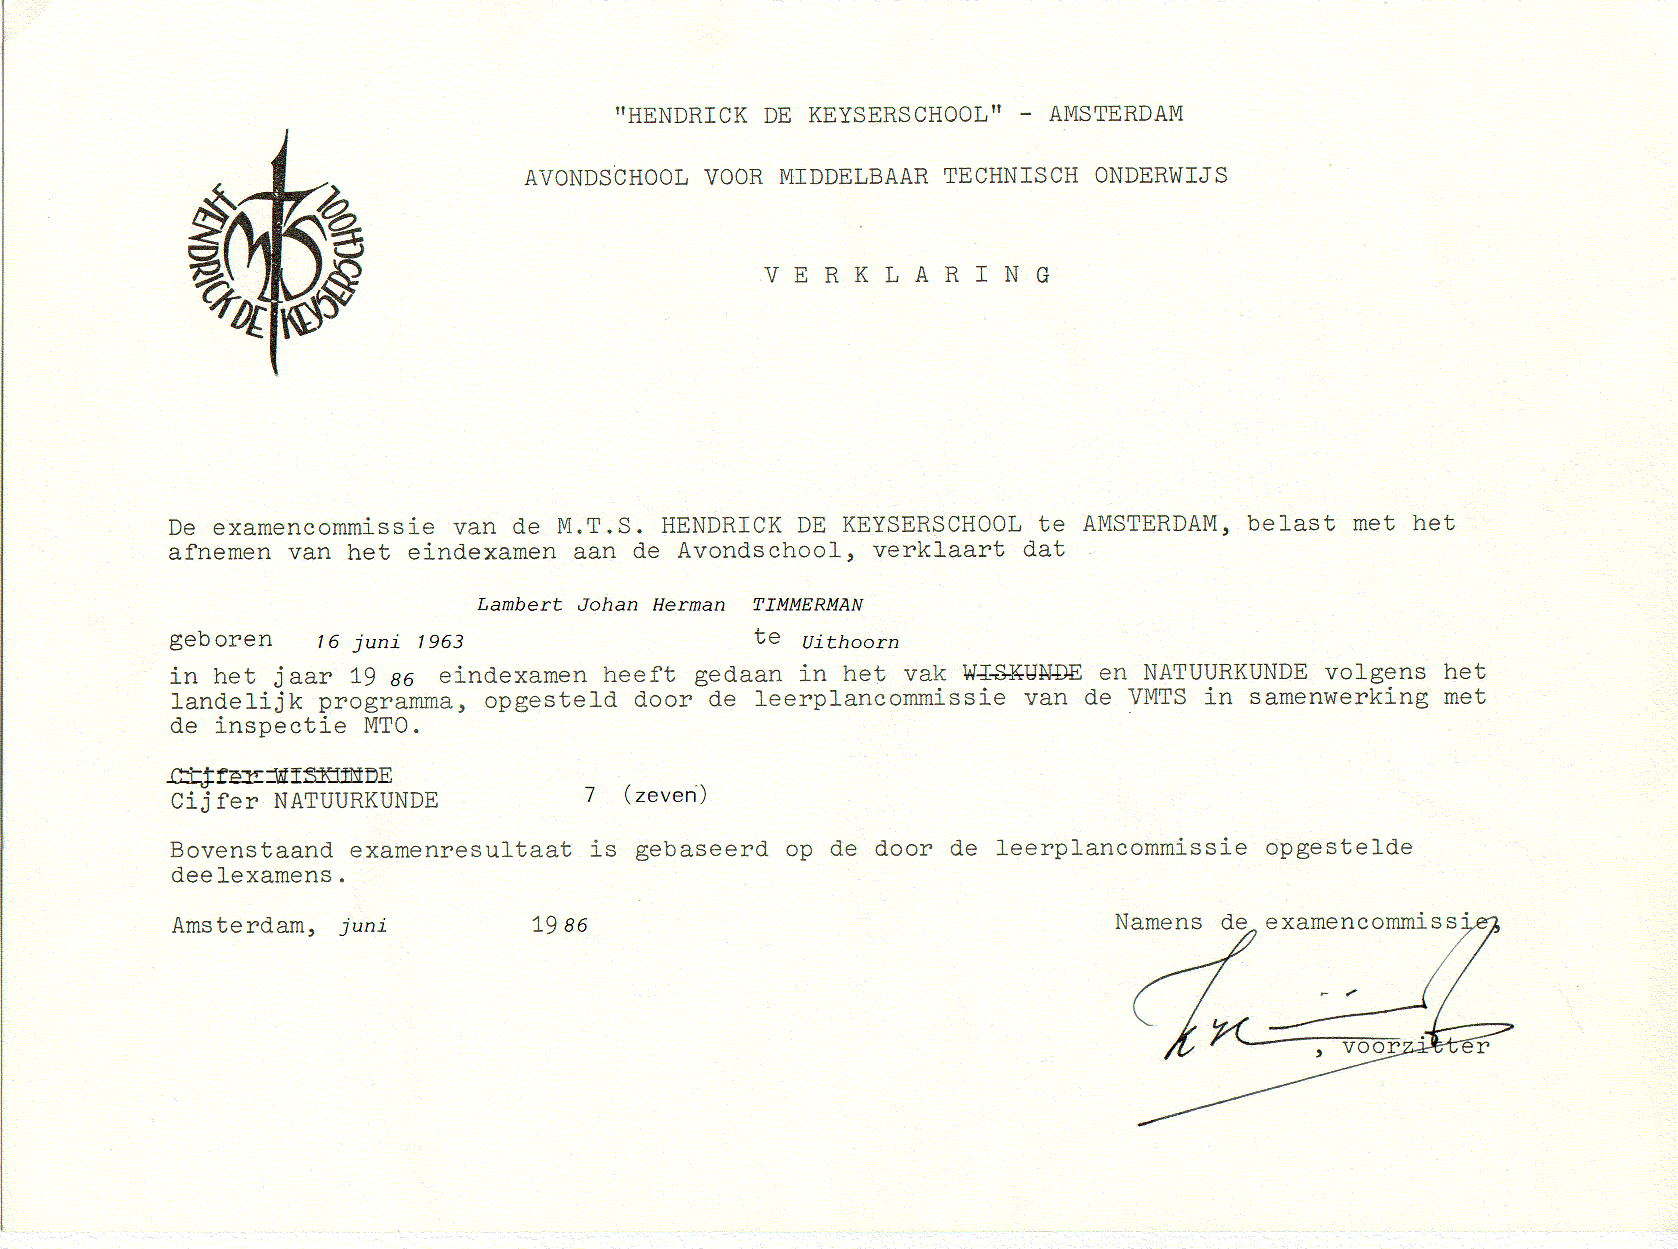 "HENDRICK DE KEYSERSCHOOL" - AMSTERDAM
AVONDSCHOOL VOOR MIDDELBAAR TECHNISCH ONDERWIJS
HENDRICK DE KEYSERSCHOOL
MTS
V E R K L A R I N G
De examencommissie van de M.T.S. HENDRICK DE KEYSERSCHOOL te AMSTERDAM, belast met het
afnemen van het eindexamen aan de Avondschool, verklaart dat
Lambert Johan Herman TIMMERMAN
geboren 16 juni 1963 te Uithoorn
in het jaar 19 86 eindexamen heeft gedaan in het vak WISKUNDE en NATUURKUNDE volgens het
landelijk programma, opgesteld door de leerplancommissie van de VMTS in samenwerking met
de inspectie MTO.
Cijfer WISKUNDE
Cijfer NATUURKUNDE 7 (zeven)
Bovenstaand examenresultaat is gebaseerd op de door de leerplancommissie opgestelde
deelexamens.
Amsterdam, juni 19 86 Namens de examencommissie,
, voorzitter